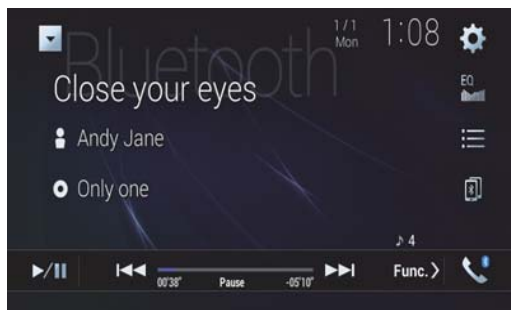 Bluetooth
1/1
Mon
1:08
Close your eyes
EQ
Andy Jane
Only one
♪ 4
00'38"
Pause
-05'10"
Func.